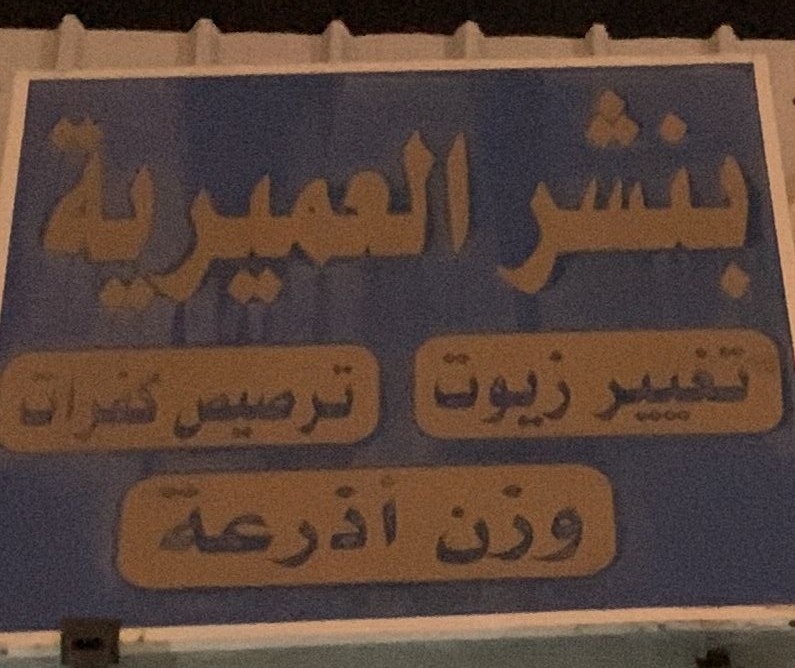 بنشر العميرية
تغيير زيوت
ترصيص كفرات
وزن أذرعة